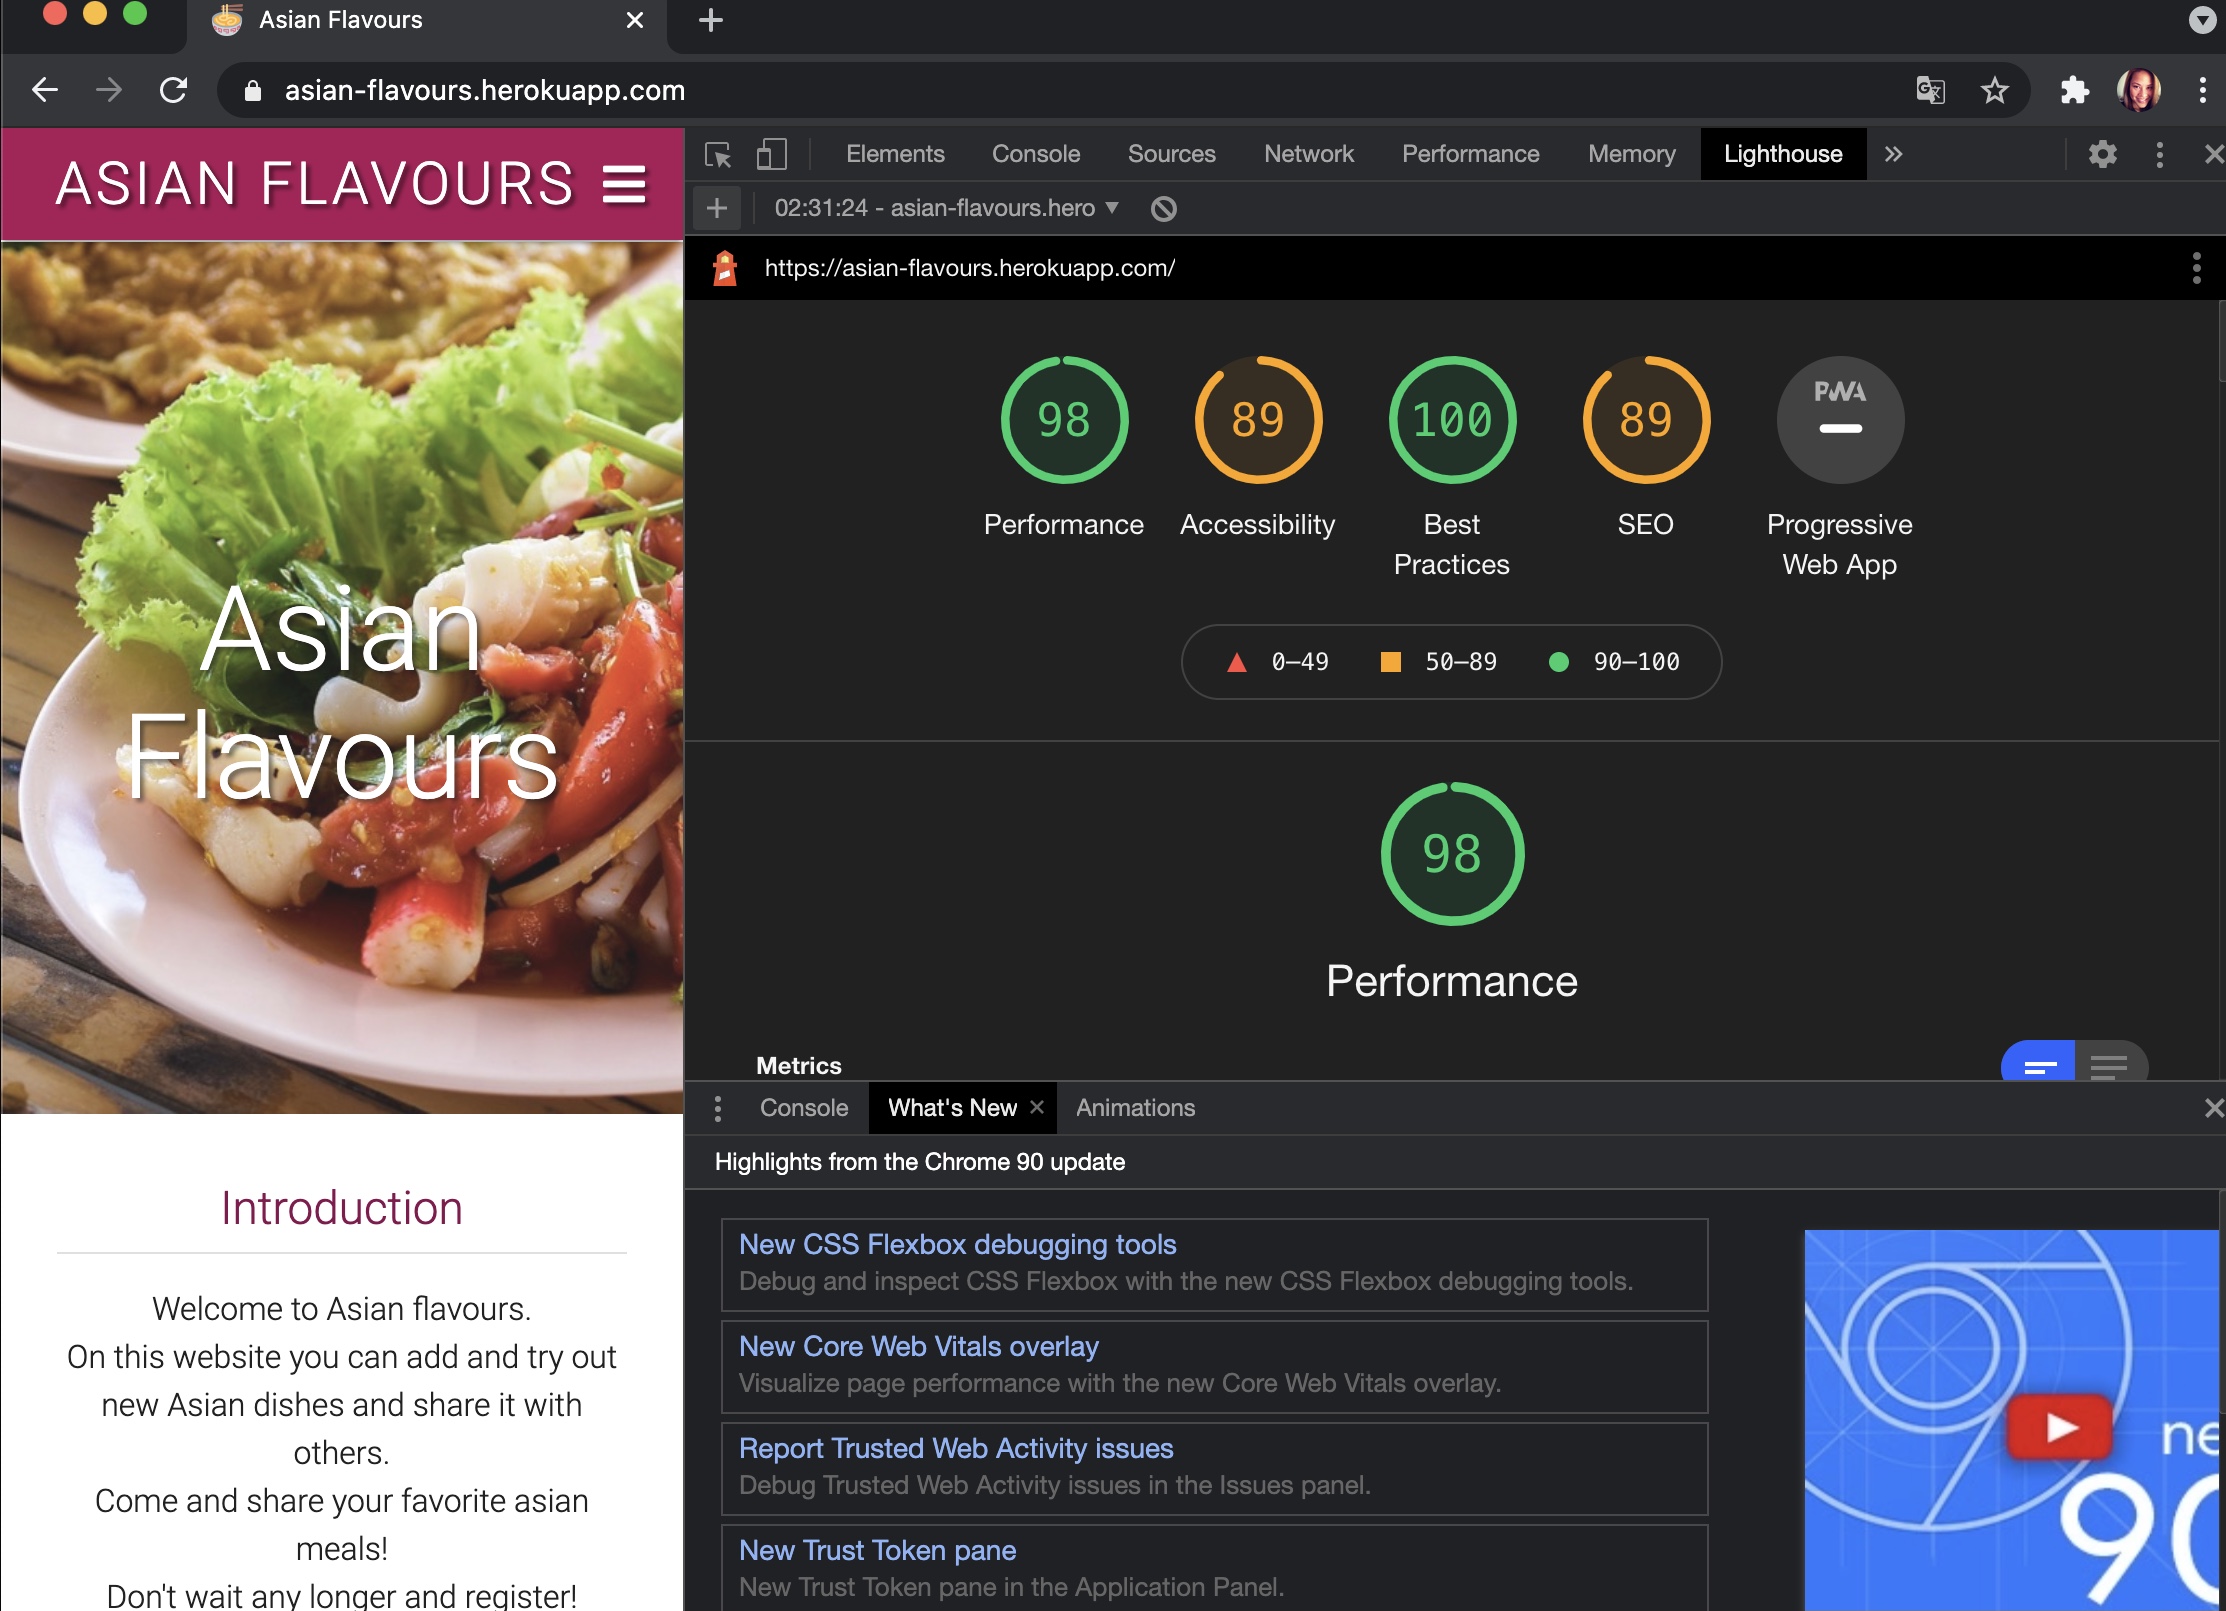 Asian Flavours
asian-flavours.herokuapp.com
ASIAN FLAVOURS
Asian
Flavours
Introduction
Welcome to Asian flavours.
On this website you can add and try out
new Asian dishes and share it with
others.
Come and share your favorite asian
meals!
Don't wait any longer and register!
Elements Console Sources Network Performance Memory Lighthouse
02:31:24 - asian-flavours.hero
https://asian-flavours.herokuapp.com/
98 89 100 89 PWA
Performance Accessibility Best Practices SEO Progressive Web App
0–49 50–89 90–100
98
Performance
Metrics
Console What's New Animations
Highlights from the Chrome 90 update
New CSS Flexbox debugging tools
Debug and inspect CSS Flexbox with the new CSS Flexbox debugging tools.
New Core Web Vitals overlay
Visualize page performance with the new Core Web Vitals overlay.
Report Trusted Web Activity issues
Debug Trusted Web Activity issues in the Issues panel.
New Trust Token pane
New Trust Token pane in the Application Panel.
ne
90